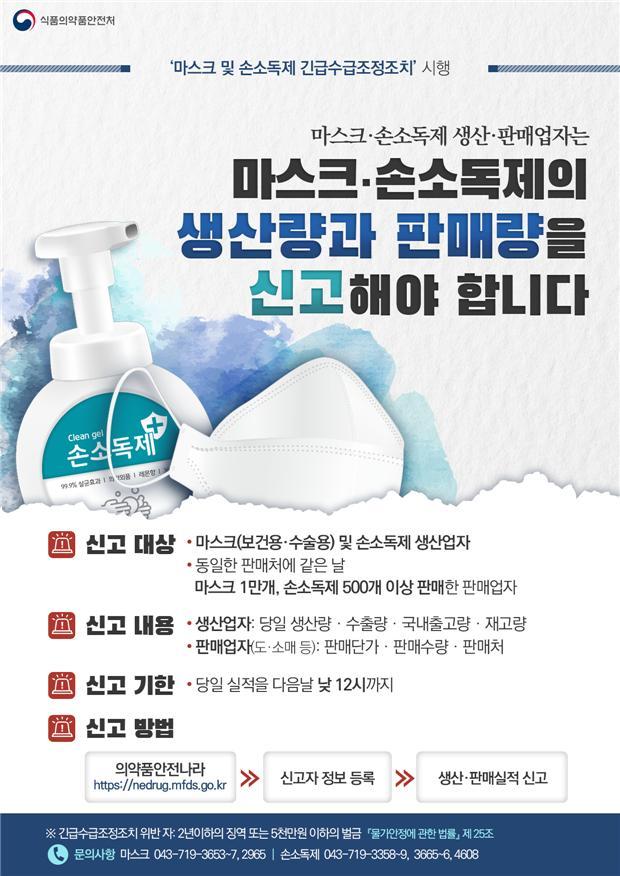 식품의약품안전처
'마스크 및 손소독제 긴급수급조정조치' 시행
마스크·손소독제 생산·판매업자는
마스크·손소독제의
생산량과 판매량을
신고해야 합니다
Clean gel
손소독제
99.9% 살균효과 | 의약외품 | 레몬향 |
신고 대상
• 마스크(보건용·수술용) 및 손소독제 생산업자
• 동일한 판매처에 같은 날
마스크 1만개, 손소독제 500개 이상 판매한 판매업자
신고 내용
• 생산업자: 당일 생산량 · 수출량 · 국내출고량 · 재고량
• 판매업자(도·소매 등): 판매단가 · 판매수량 · 판매처
신고 기한
• 당일 실적을 다음날 낮 12시까지
신고 방법
의약품안전나라
https://nedrug.mfds.go.kr
신고자 정보 등록
생산·판매실적 신고
※ 긴급수급조정조치 위반 자: 2년이하의 징역 또는 5천만원 이하의 벌금 「물가안정에 관한 법률」 제 25조
문의사항 마스크 043-719-3653~7, 2965 | 손소독제 043-719-3358~9, 3665~6, 4608